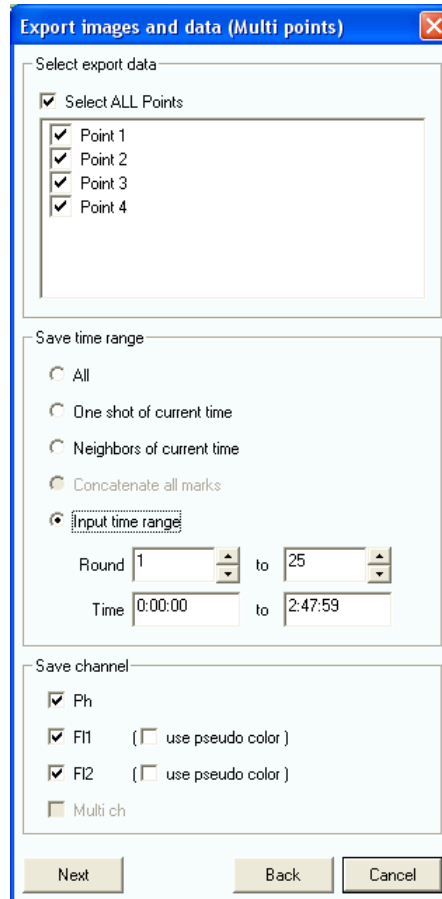 Export images and data (Multi points)
Select export data
Select ALL Points
Point 1
Point 2
Point 3
Point 4
Save time range
All
One shot of current time
Neighbors of current time
Concatenate all marks
Input time range
Round 1 to 25
Time 0:00:00 to 2:47:59
Save channel
Ph
Fl1 ( use pseudo color )
Fl2 ( use pseudo color )
Multi ch
Next Back Cancel